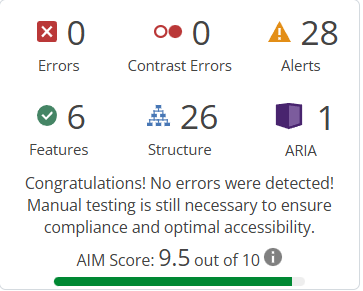 0 0 28
Errors Contrast Errors Alerts
6 26 1
Features Structure ARIA
Congratulations! No errors were detected!
Manual testing is still necessary to ensure
compliance and optimal accessibility.
AIM Score: 9.5 out of 10 i